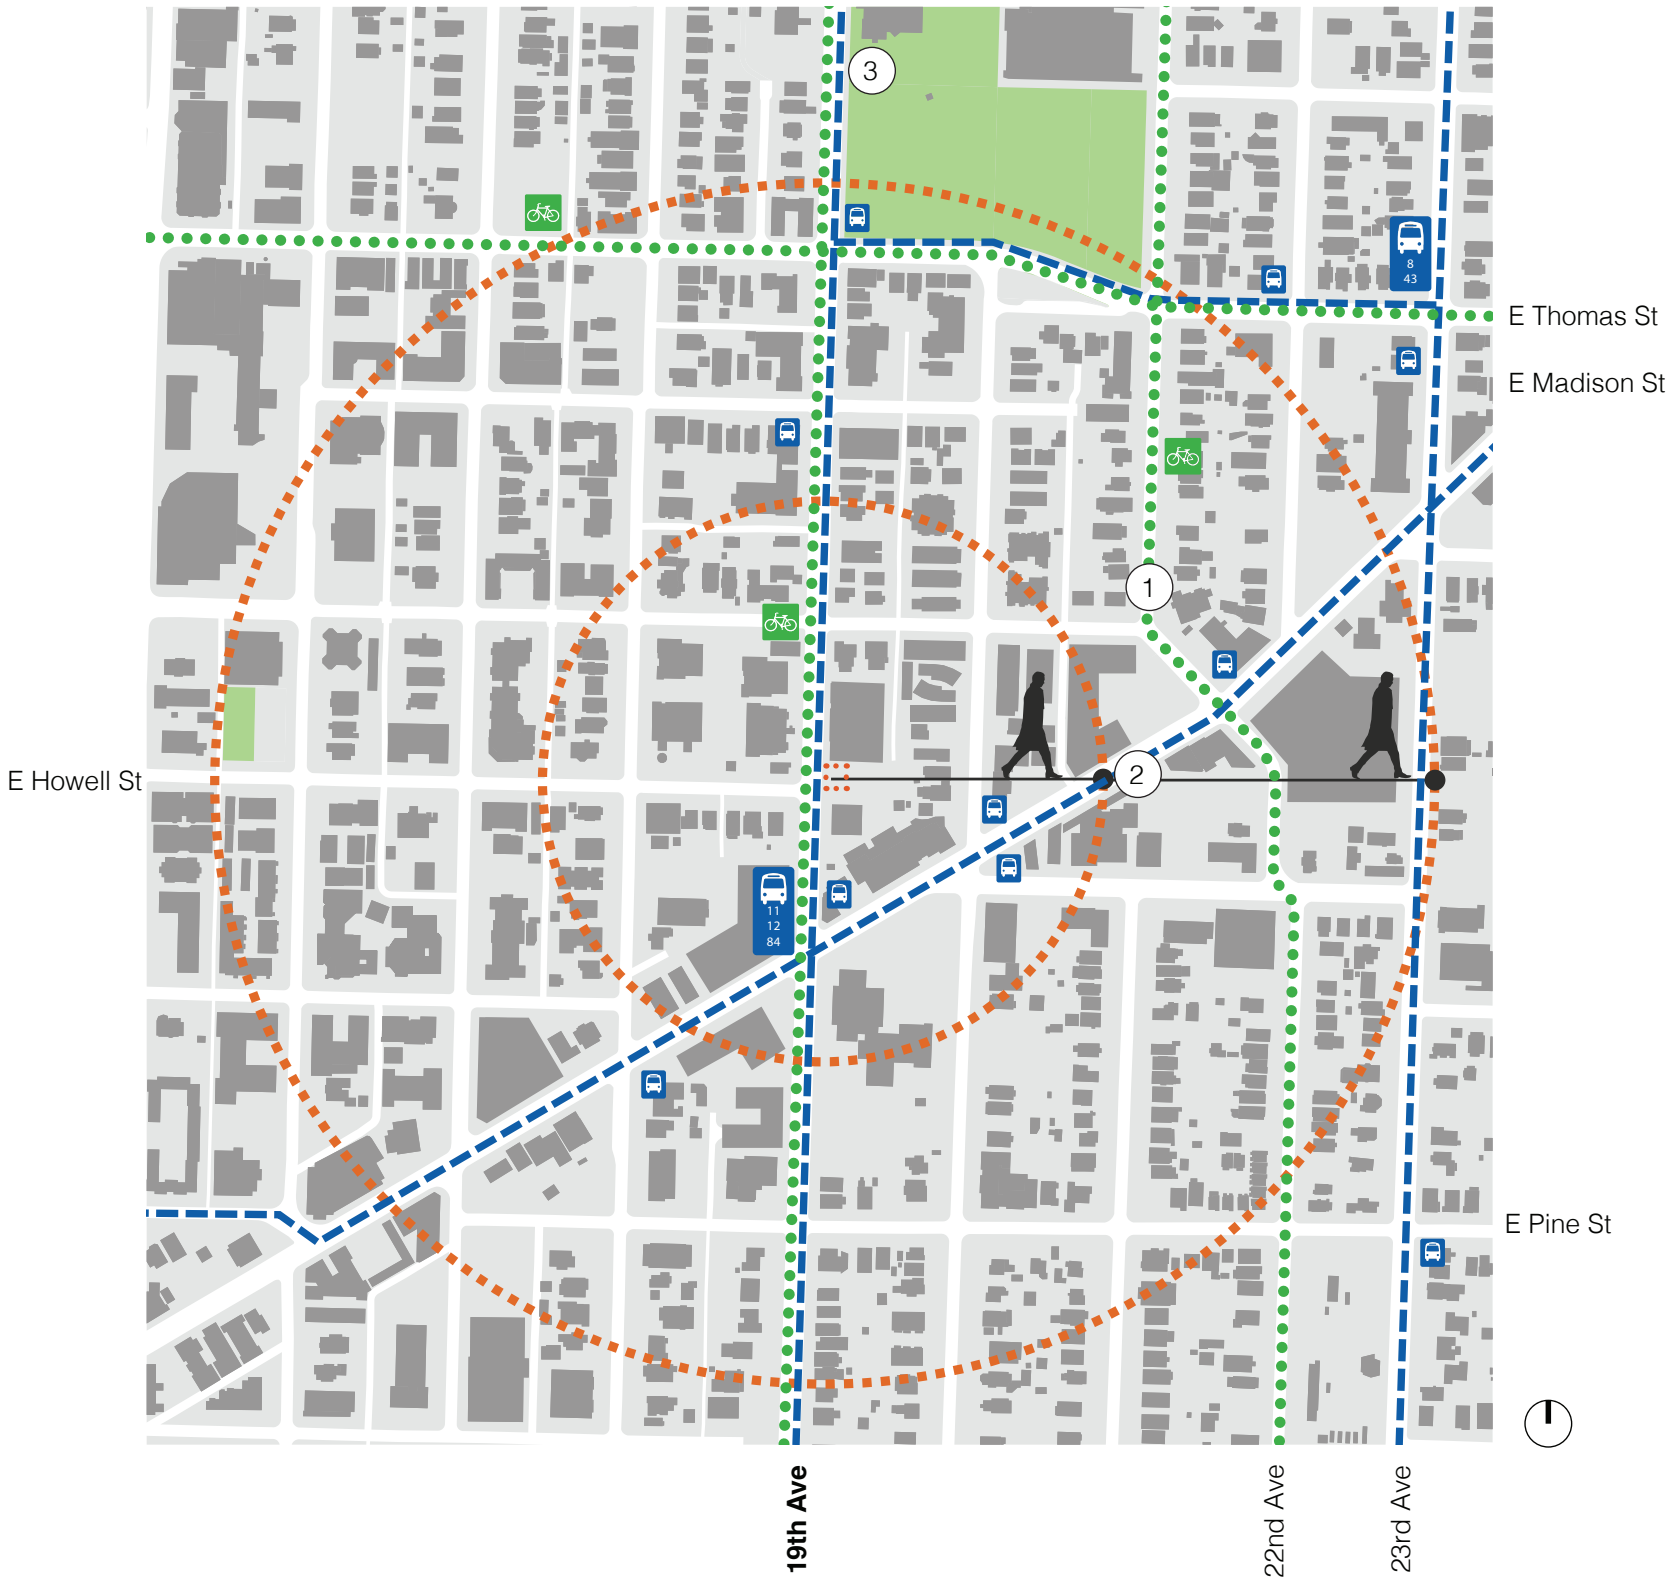 3
8
43
E Thomas St
E Madison St
1
2
E Howell St
11
12
84
E Pine St
19th Ave
22nd Ave
23rd Ave